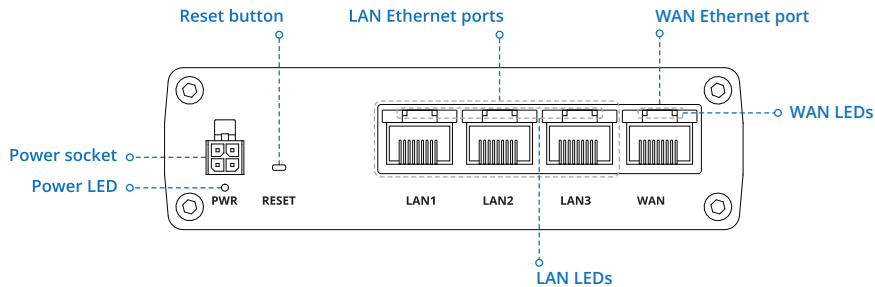 Reset button
LAN Ethernet ports
WAN Ethernet port
WAN LEDs
Power socket
Power LED
PWR
RESET
LAN1
LAN2
LAN3
WAN
LAN LEDs